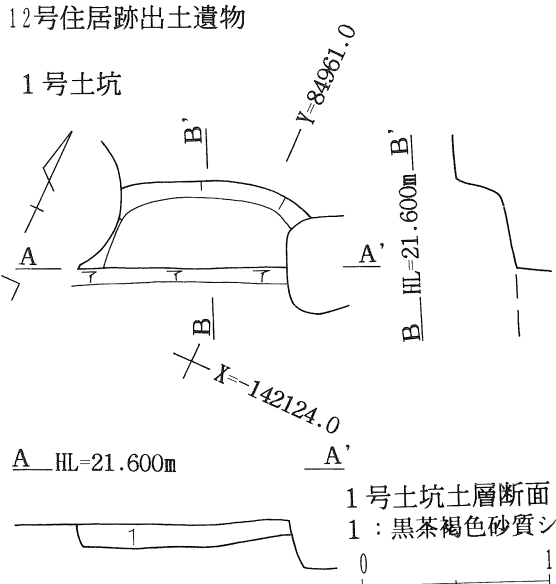 12号住居跡出土遺物
1号土坑
Y=84961.0
B'
B'
A
A'
HL=21.600m
B
B
X=-142124.0
A HL=21.600m A'
1号土坑土層断面
1
1:黒茶褐色砂質シ
0 1